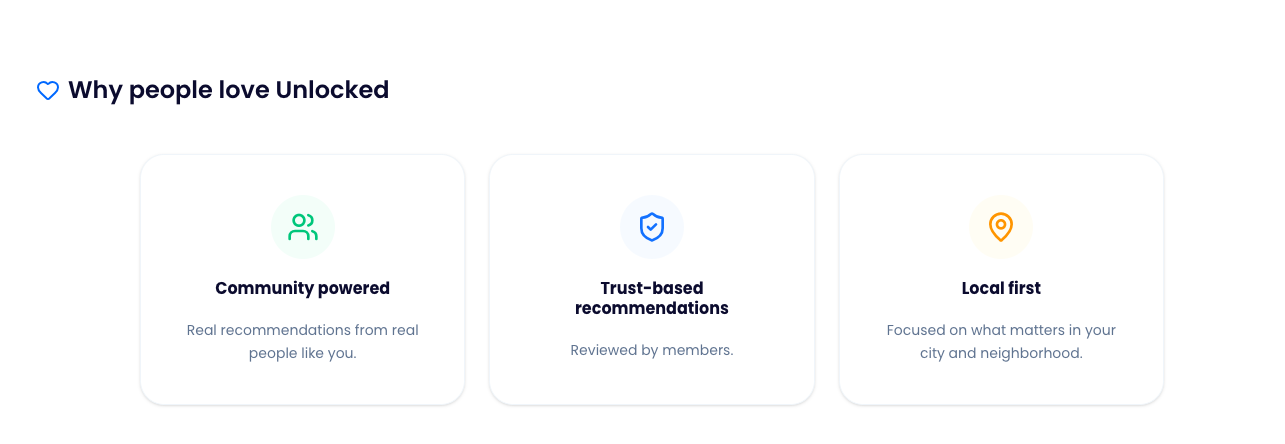 Why people love Unlocked
Community powered
Real recommendations from real
people like you.
Trust-based
recommendations
Reviewed by members.
Local first
Focused on what matters in your
city and neighborhood.